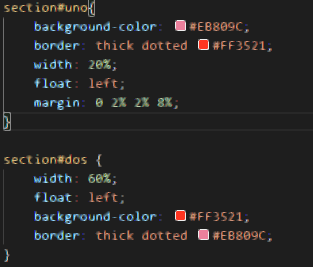 section#uno{
background-color: #EB809C;
border: thick dotted #FF3521;
width: 20%;
float: left;
margin: 0 2% 2% 8%;
}
section#dos {
width: 60%;
float: left;
background-color: #FF3521;
border: thick dotted #EB809C;
}